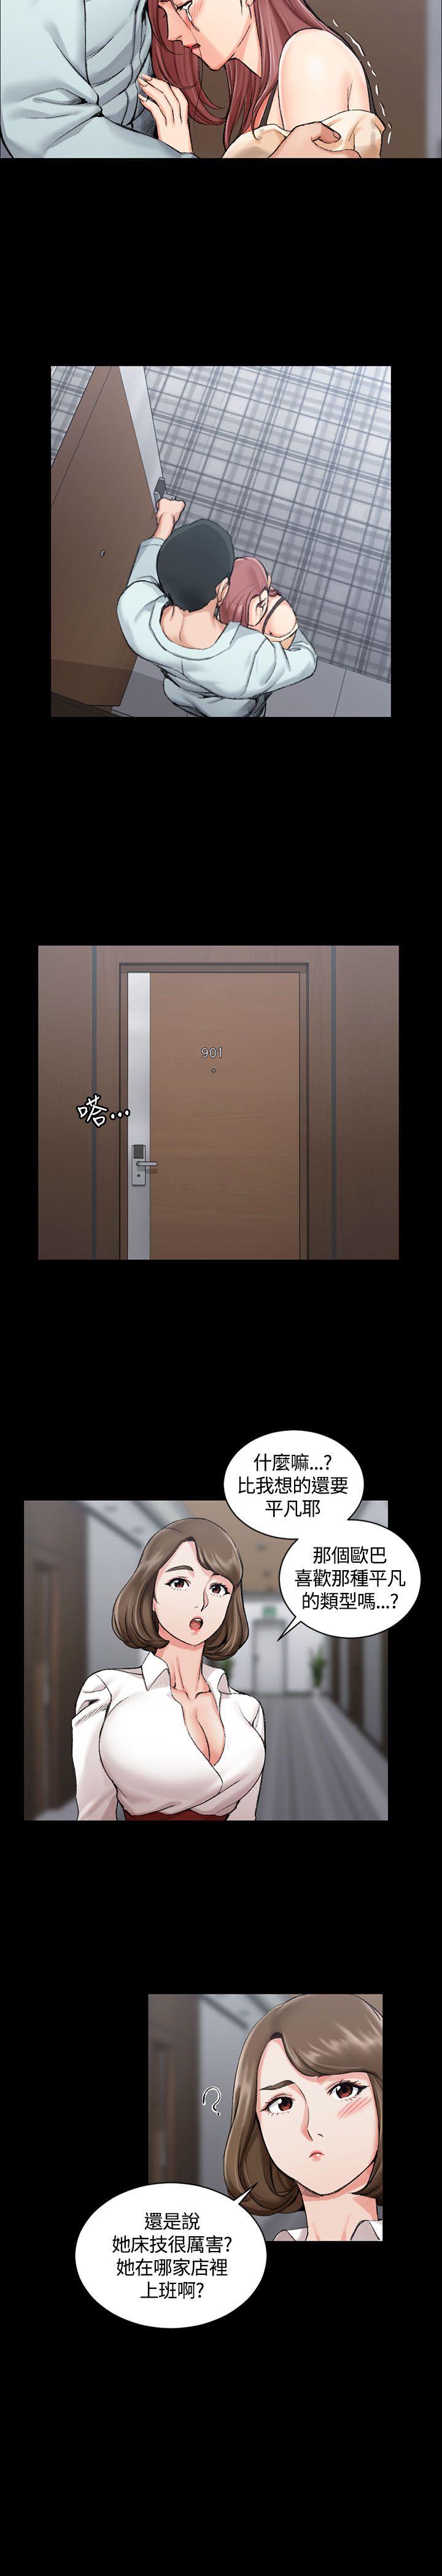 901
嗒...
什麼嘛...?
比我想的還要
平凡耶
那個歐巴
喜歡那種平凡
的類型嗎...?
?
還是說
她床技很厲害?
她在哪家店裡
上班啊?